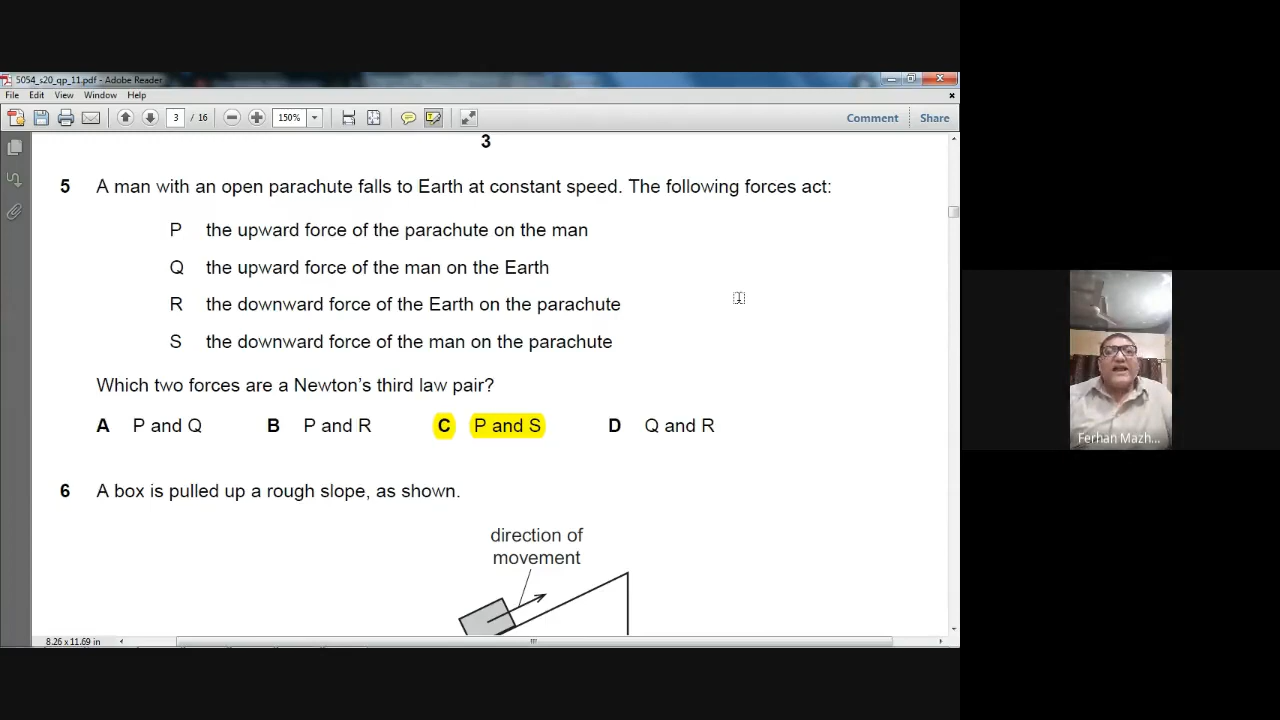 5054_s20_qp_11.pdf - Adobe Reader
File Edit View Window Help
3 / 16
150%
Comment
Share
3
5 A man with an open parachute falls to Earth at constant speed. The following forces act:
P the upward force of the parachute on the man
Q the upward force of the man on the Earth
R the downward force of the Earth on the parachute
S the downward force of the man on the parachute
Which two forces are a Newton's third law pair?
A P and Q B P and R C P and S D Q and R
6 A box is pulled up a rough slope, as shown.
direction of
movement
8.26 x 11.69 in
Ferhan Mazh...